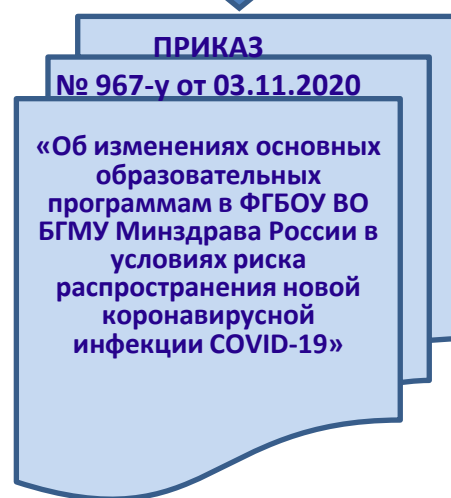 ПРИКАЗ
№ 967-у от 03.11.2020
«Об изменениях основных
образовательных
программам в ФГБОУ ВО
БГМУ Минздрава России в
условиях риска
распространения новой
коронавирусной
инфекции COVID-19»